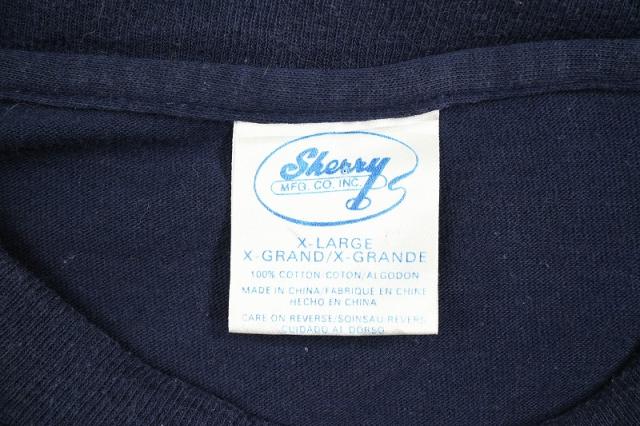 Sherry
MFG. CO. INC.
X-LARGE
X-GRAND/X-GRANDE
100% COTTON/COTON/ALGODON
MADE IN CHINA/FABRIQUE EN CHINE
HECHO EN CHINA
CARE ON REVERSE/SOINSAU REVERS
CUIDADO AL DORSO